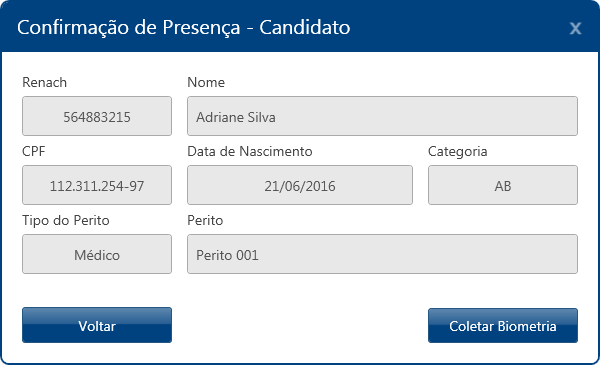 Confirmação de Presença - Candidato
x
Renach
Nome
564883215
Adriane Silva
CPF
Data de Nascimento
Categoria
112.311.254-97
21/06/2016
AB
Tipo do Perito
Perito
Médico
Perito 001
Voltar
Coletar Biometria